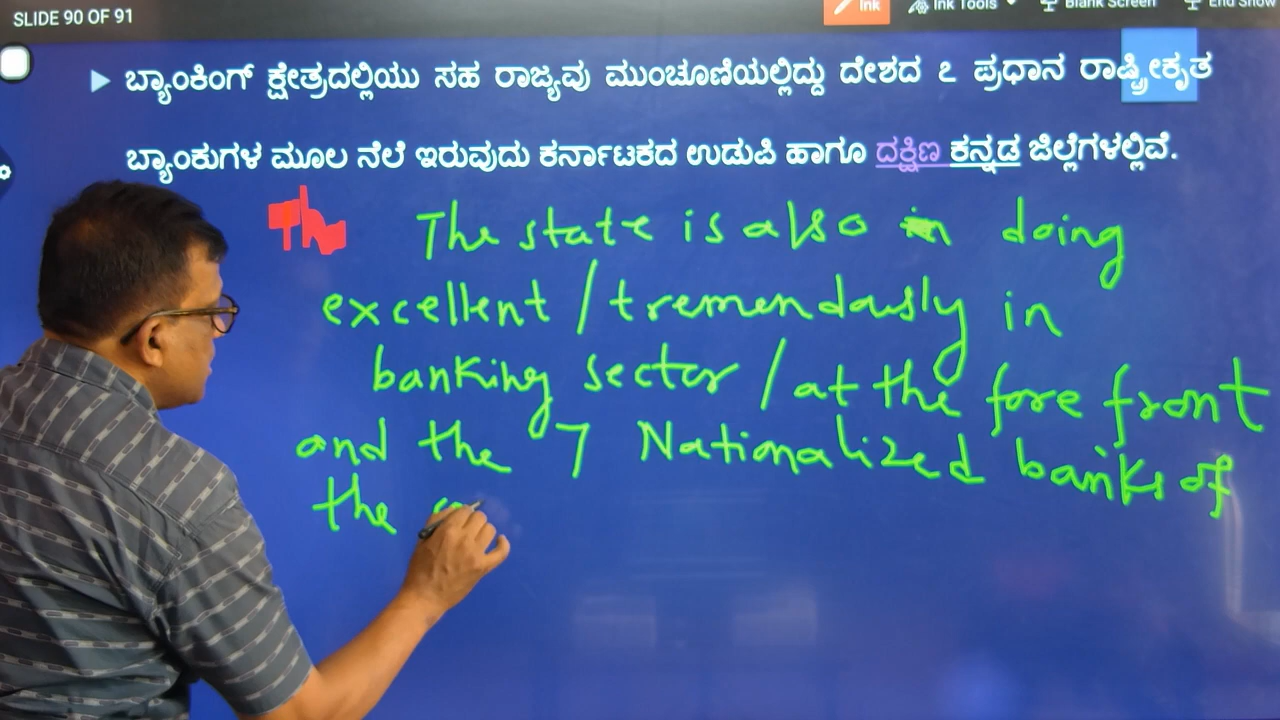 SLIDE 90 OF 91
Ink Ink Tools Blank Screen End Show
ಬ್ಯಾಂಕಿಂಗ್ ಕ್ಷೇತ್ರದಲ್ಲಿಯು ಸಹ ರಾಜ್ಯವು ಮುಂಚೂಣಿಯಲ್ಲಿದ್ದು ದೇಶದ ೭ ಪ್ರಧಾನ ರಾಷ್ಟ್ರೀಕೃತ
ಬ್ಯಾಂಕುಗಳ ಮೂಲ ನೆಲೆ ಇರುವುದು ಕರ್ನಾಟಕದ ಉಡುಪಿ ಹಾಗೂ ದಕ್ಷಿಣ ಕನ್ನಡ ಜಿಲ್ಲೆಗಳಲ್ಲಿವೆ.
Th The state is also in doing
excellent / tremendously in
banking sector / at the fore front
and the 7 Nationalized banks of
the